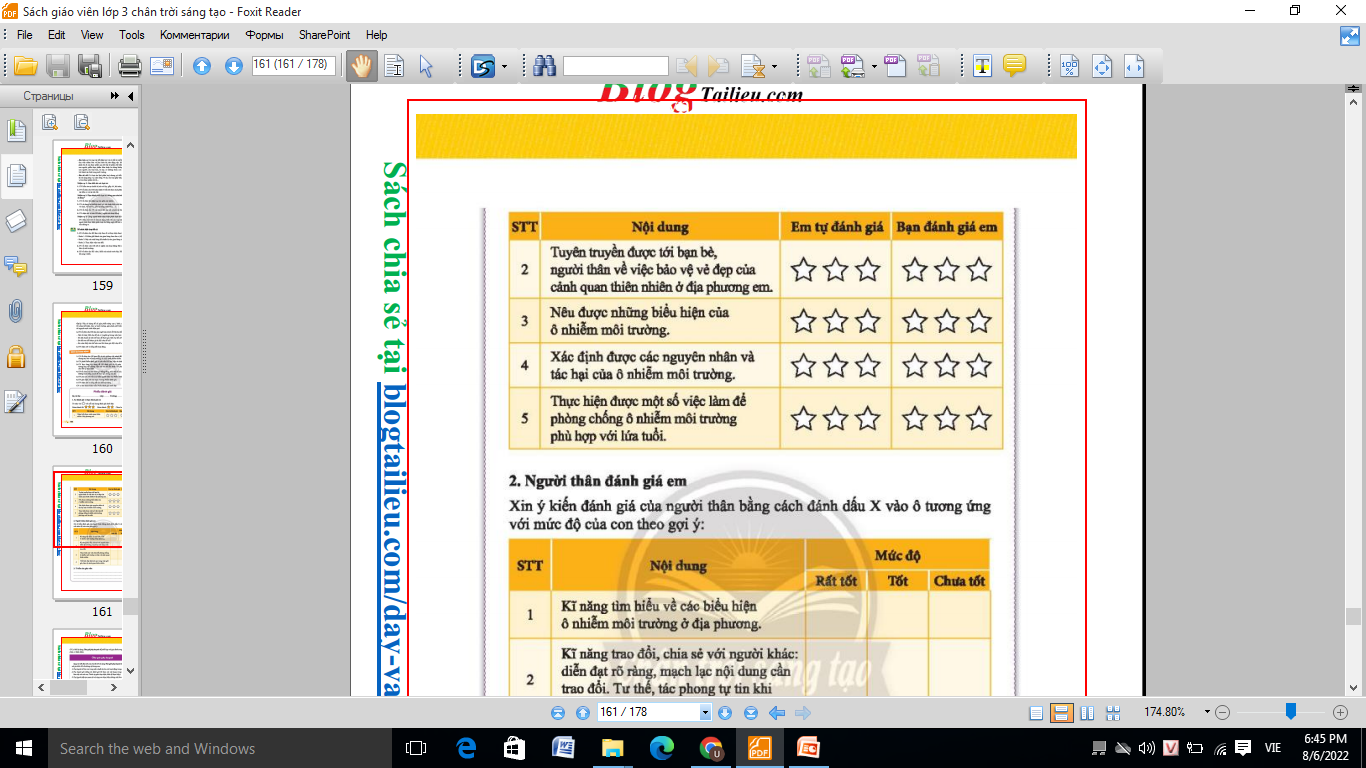 Sách giáo viên lớp 3 chân trời sáng tạo - Foxit Reader
File Edit View Tools Комментарии Формы SharePoint Help
161 (161 / 178)
Страницы
159
160
161
Blog Tailieu.com
Sách chia sẻ tại blogtailieu.com/day-va
STT Nội dung Em tự đánh giá Bạn đánh giá em
2 Tuyên truyền được tới bạn bè,
người thân về việc bảo vệ vẻ đẹp của
cảnh quan thiên nhiên ở địa phương em.
3 Nêu được những biểu hiện của
ô nhiễm môi trường.
4 Xác định được các nguyên nhân và
tác hại của ô nhiễm môi trường.
5 Thực hiện được một số việc làm để
phòng chống ô nhiễm môi trường
phù hợp với lứa tuổi.
2. Người thân đánh giá em
Xin ý kiến đánh giá của người thân bằng cách đánh dấu X vào ô tương ứng
với mức độ của con theo gợi ý:
STT Nội dung Mức độ
Rất tốt Tốt Chưa tốt
1 Kĩ năng tìm hiểu về các biểu hiện
ô nhiễm môi trường ở địa phương.
2 Kĩ năng trao đổi, chia sẻ với người khác:
diễn đạt rõ ràng, mạch lạc nội dung cần
trao đổi. Tư thế, tác phong tự tin khi
161 / 178
174.80%
Search the web and Windows
VIE
6:45 PM
8/6/2022